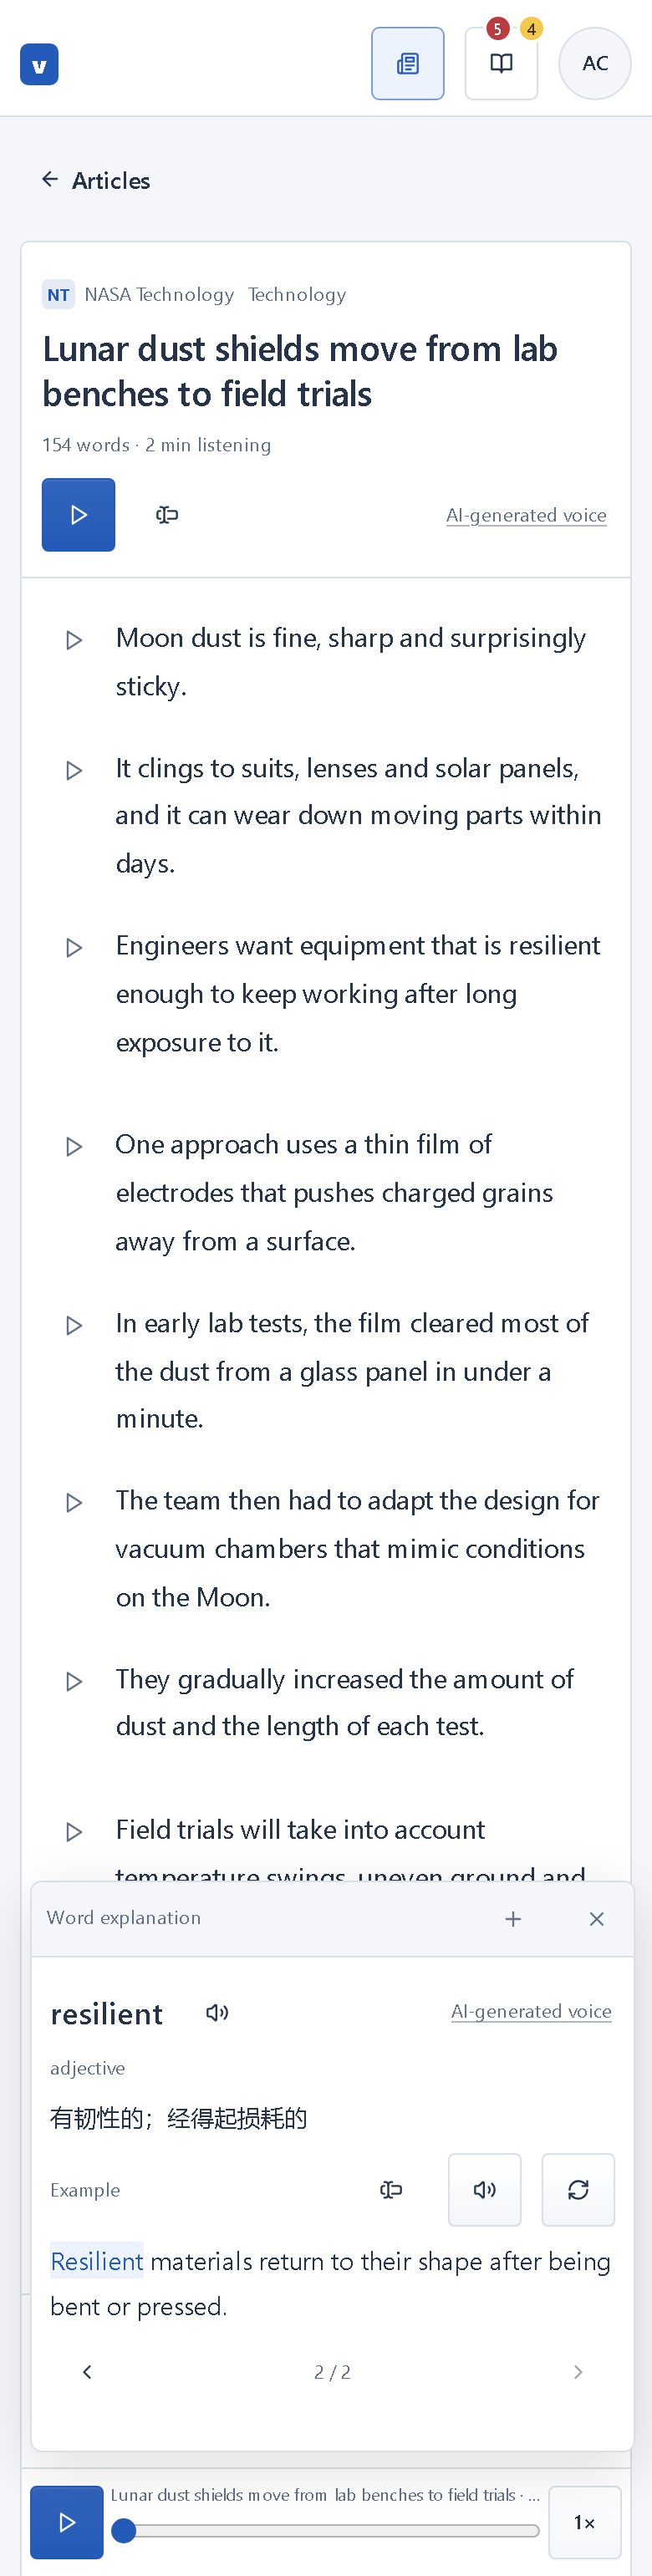 v
5
4
AC
Articles
NT NASA Technology Technology
Lunar dust shields move from lab
benches to field trials
154 words · 2 min listening
AI-generated voice
Moon dust is fine, sharp and surprisingly
sticky.
It clings to suits, lenses and solar panels,
and it can wear down moving parts within
days.
Engineers want equipment that is resilient
enough to keep working after long
exposure to it.
One approach uses a thin film of
electrodes that pushes charged grains
away from a surface.
In early lab tests, the film cleared most of
the dust from a glass panel in under a
minute.
The team then had to adapt the design for
vacuum chambers that mimic conditions
on the Moon.
They gradually increased the amount of
dust and the length of each test.
Field trials will take into account
temperature swings, uneven ground and
Word explanation
resilient
AI-generated voice
adjective
有韧性的；经得起损耗的
Example
Resilient materials return to their shape after being
bent or pressed.
2 / 2
Lunar dust shields move from lab benches to field trials · ...
1×